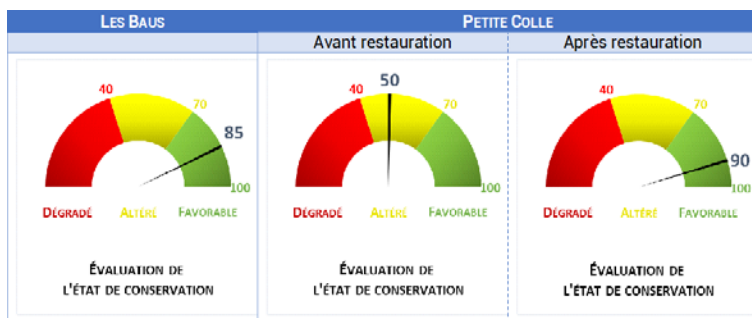 LES BAUS
PETITE COLLE
Avant restauration
Après restauration
40
70
85
100
DÉGRADÉ ALTÉRÉ FAVORABLE
ÉVALUATION DE
L'ÉTAT DE CONSERVATION
50
40
70
100
DÉGRADÉ ALTÉRÉ FAVORABLE
ÉVALUATION DE
L'ÉTAT DE CONSERVATION
40
70
90
100
DÉGRADÉ ALTÉRÉ FAVORABLE
ÉVALUATION DE
L'ÉTAT DE CONSERVATION